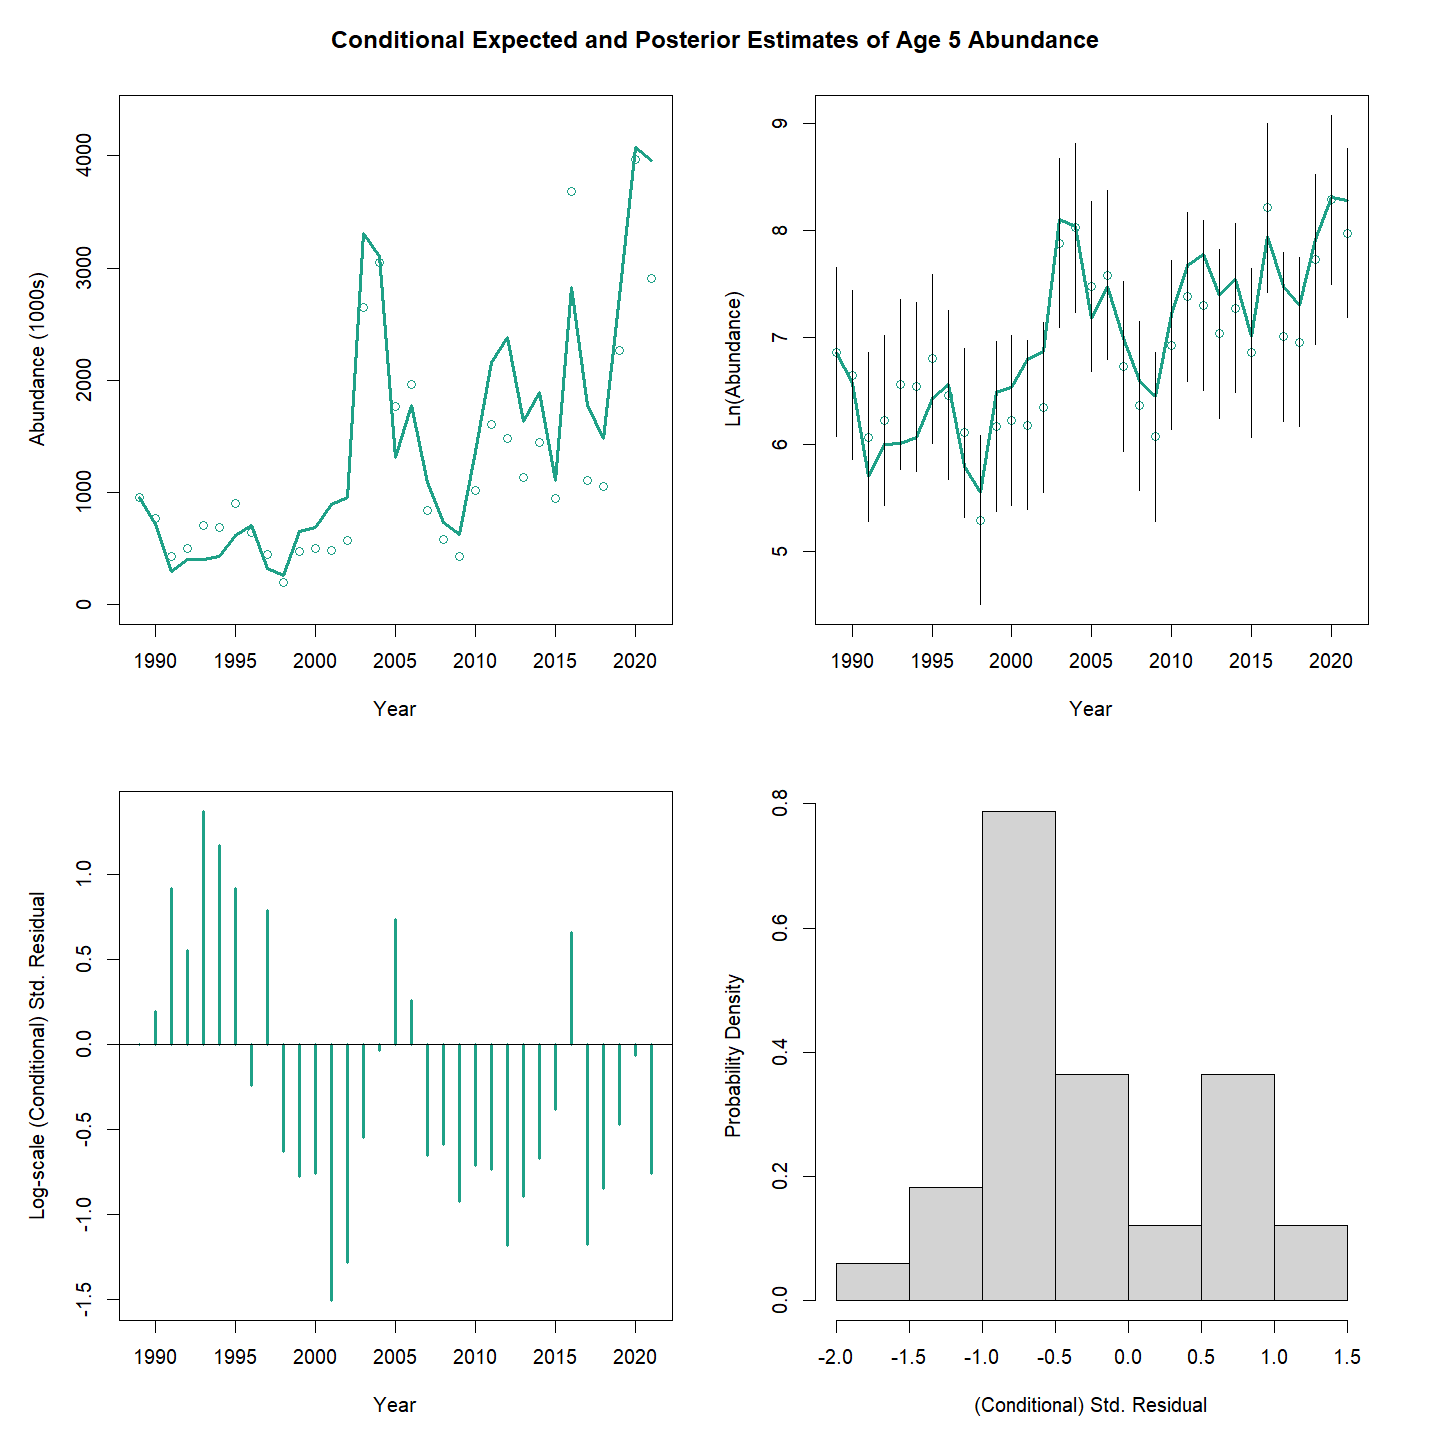 Conditional Expected and Posterior Estimates of Age 5 Abundance
Abundance (1000s)
4000
3000
2000
1000
0
1990 1995 2000 2005 2010 2015 2020
Year
Ln(Abundance)
9
8
7
6
5
1990 1995 2000 2005 2010 2015 2020
Year
Log-scale (Conditional) Std. Residual
1.0
0.5
0.0
-0.5
-1.0
-1.5
1990 1995 2000 2005 2010 2015 2020
Year
Probability Density
0.8
0.6
0.4
0.2
0.0
-2.0 -1.5 -1.0 -0.5 0.0 0.5 1.0 1.5
(Conditional) Std. Residual